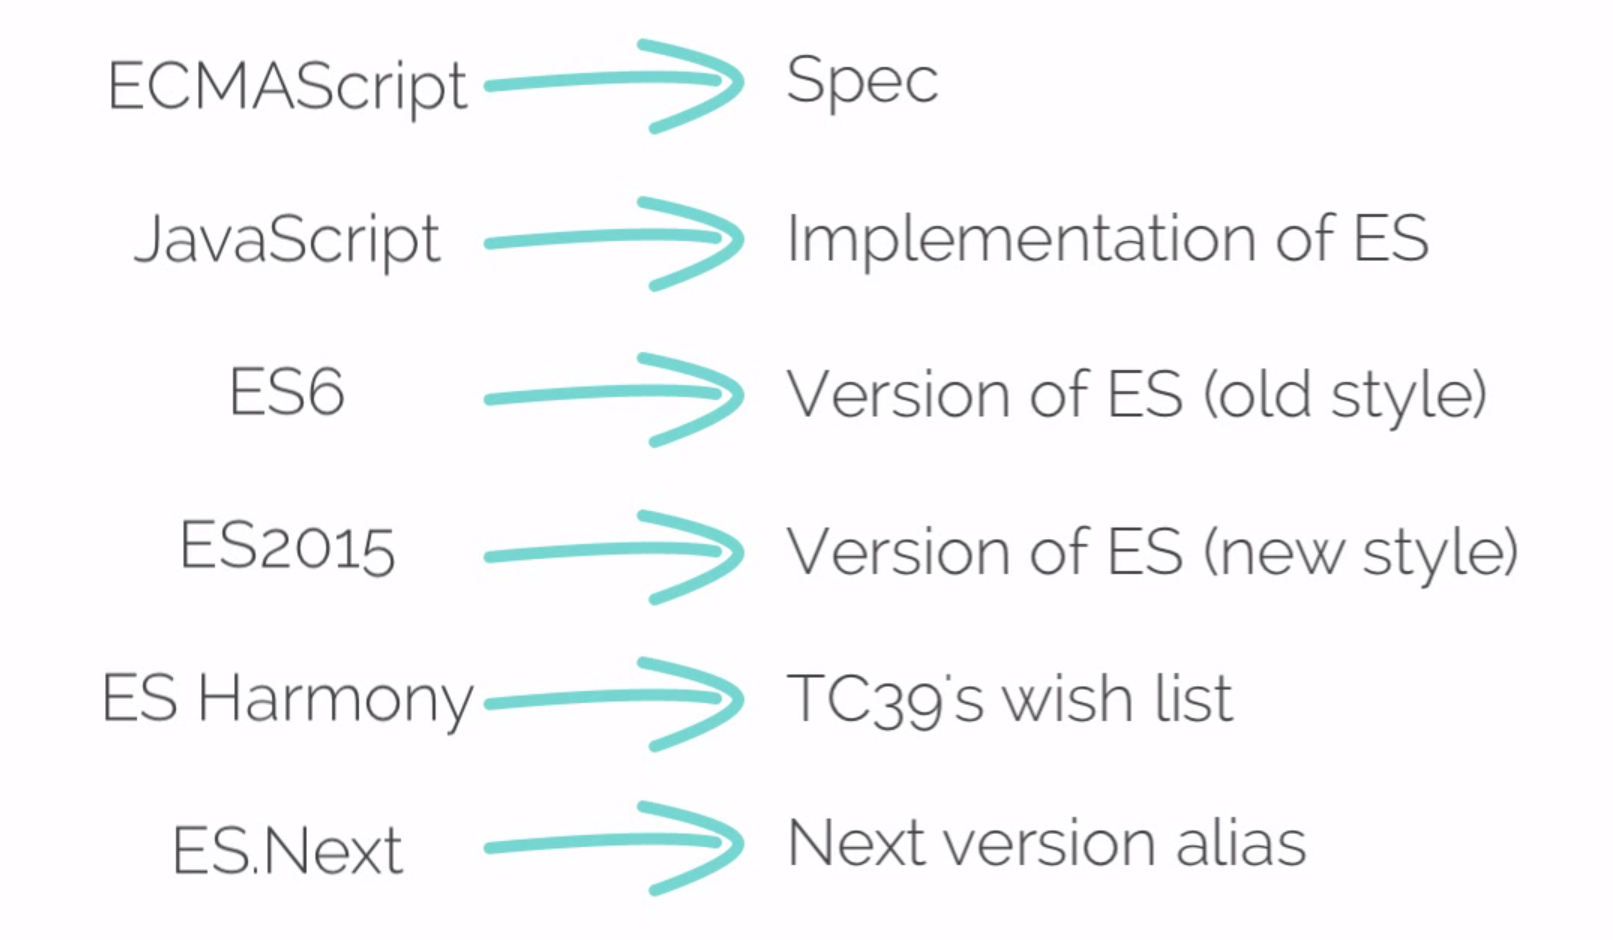 ECMAScript Spec
JavaScript Implementation of ES
ES6 Version of ES (old style)
ES2015 Version of ES (new style)
ES Harmony TC39's wish list
ES.Next Next version alias